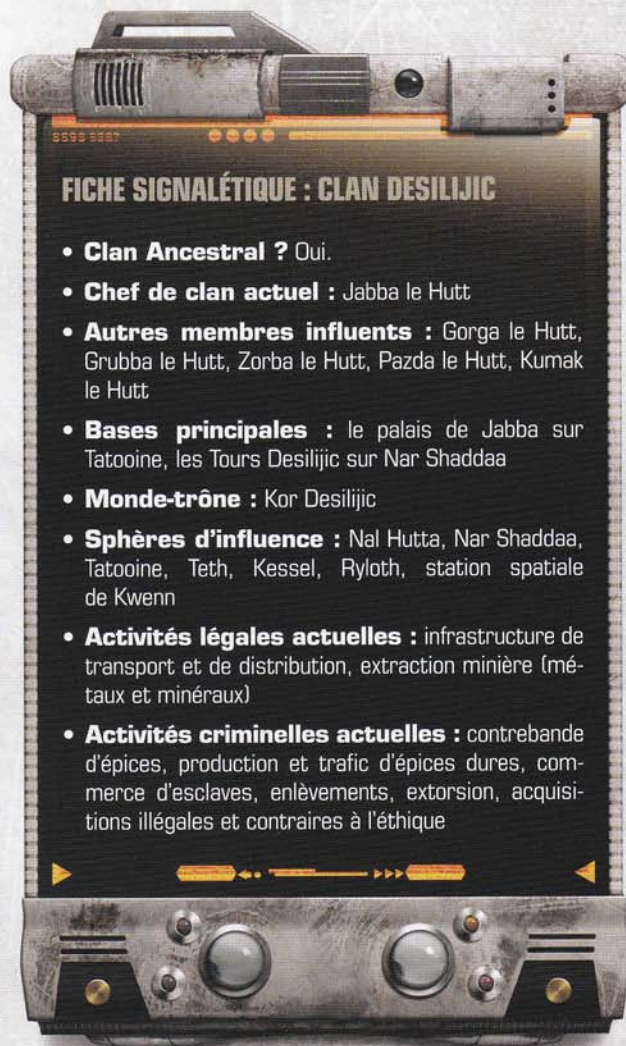 8598 9887
FICHE SIGNALÉTIQUE : CLAN DESILIJIC
• Clan Ancestral ? Oui.
• Chef de clan actuel : Jabba le Hutt
• Autres membres influents : Gorga le Hutt,
Grubba le Hutt, Zorba le Hutt, Pazda le Hutt, Kumak
le Hutt
• Bases principales : le palais de Jabba sur
Tatooine, les Tours Desilijic sur Nar Shaddaa
• Monde-trône : Kor Desilijic
• Sphères d'influence : Nal Hutta, Nar Shaddaa,
Tatooine, Teth, Kessel, Ryloth, station spatiale
de Kwenn
• Activités légales actuelles : infrastructure de
transport et de distribution, extraction minière (mé-
taux et minéraux)
• Activités criminelles actuelles : contrebande
d'épices, production et trafic d'épices dures, com-
merce d'esclaves, enlèvements, extorsion, acquisi-
tions illégales et contraires à l'éthique